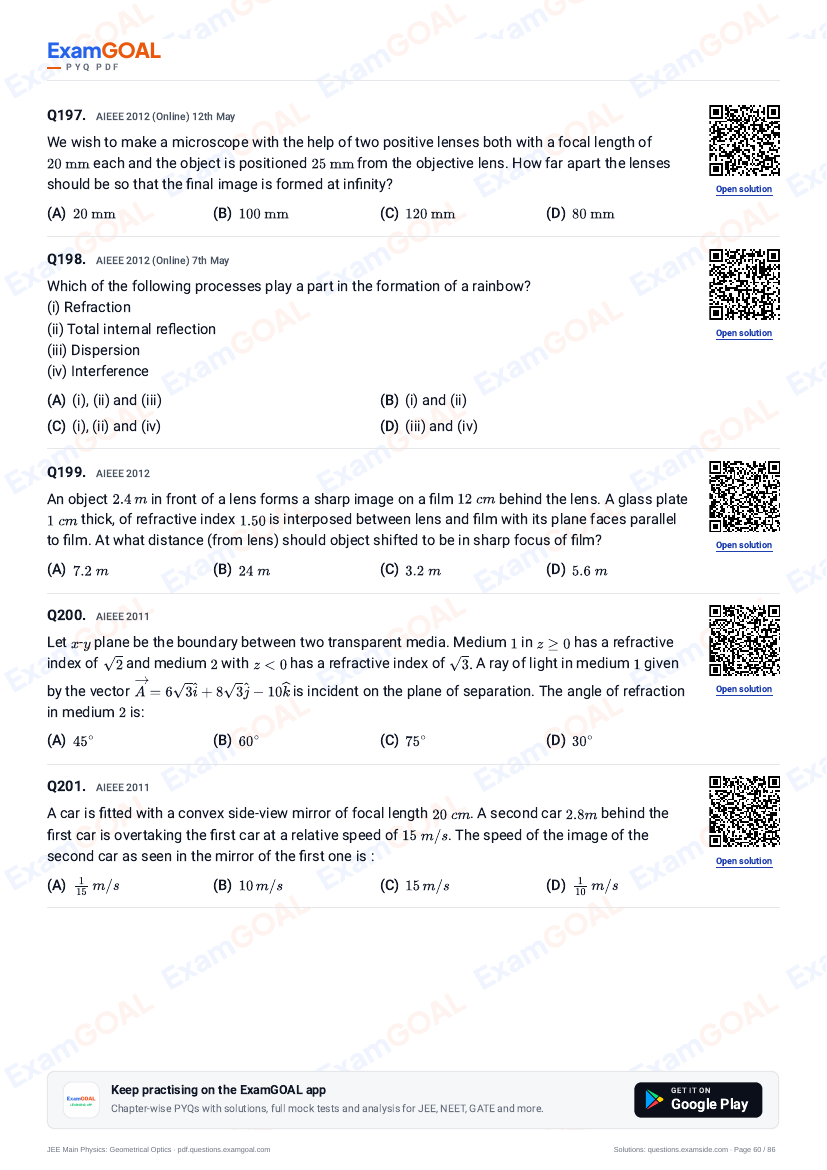 ExamGOAL
PYQ PDF
Q197. AIEEE 2012 (Online) 12th May
We wish to make a microscope with the help of two positive lenses both with a focal length of
20 mm each and the object is positioned 25 mm from the objective lens. How far apart the lenses
should be so that the final image is formed at infinity?
(A) 20 mm (B) 100 mm (C) 120 mm (D) 80 mm
Open solution
Q198. AIEEE 2012 (Online) 7th May
Which of the following processes play a part in the formation of a rainbow?
(i) Refraction
(ii) Total internal reflection
(iii) Dispersion
(iv) Interference
(A) (i), (ii) and (iii) (B) (i) and (ii)
(C) (i), (ii) and (iv) (D) (iii) and (iv)
Open solution
Q199. AIEEE 2012
An object 2.4 m in front of a lens forms a sharp image on a film 12 cm behind the lens. A glass plate
1 cm thick, of refractive index 1.50 is interposed between lens and film with its plane faces parallel
to film. At what distance (from lens) should object shifted to be in sharp focus of film?
(A) 7.2 m (B) 24 m (C) 3.2 m (D) 5.6 m
Open solution
Q200. AIEEE 2011
Let x-y plane be the boundary between two transparent media. Medium 1 in z ≥ 0 has a refractive
index of √2 and medium 2 with z < 0 has a refractive index of √3. A ray of light in medium 1 given
by the vector A⃗ = 6√3î + 8√3ĵ − 10k̂ is incident on the plane of separation. The angle of refraction
in medium 2 is:
(A) 45° (B) 60° (C) 75° (D) 30°
Open solution
Q201. AIEEE 2011
A car is fitted with a convex side-view mirror of focal length 20 cm. A second car 2.8m behind the
first car is overtaking the first car at a relative speed of 15 m/s. The speed of the image of the
second car as seen in the mirror of the first one is :
(A) 1/15 m/s (B) 10 m/s (C) 15 m/s (D) 1/10 m/s
Open solution
Keep practising on the ExamGOAL app
Chapter-wise PYQs with solutions, full mock tests and analysis for JEE, NEET, GATE and more.
GET IT ON
Google Play
JEE Main Physics: Geometrical Optics · pdf.questions.examgoal.com
Solutions: questions.examside.com · Page 60 / 86